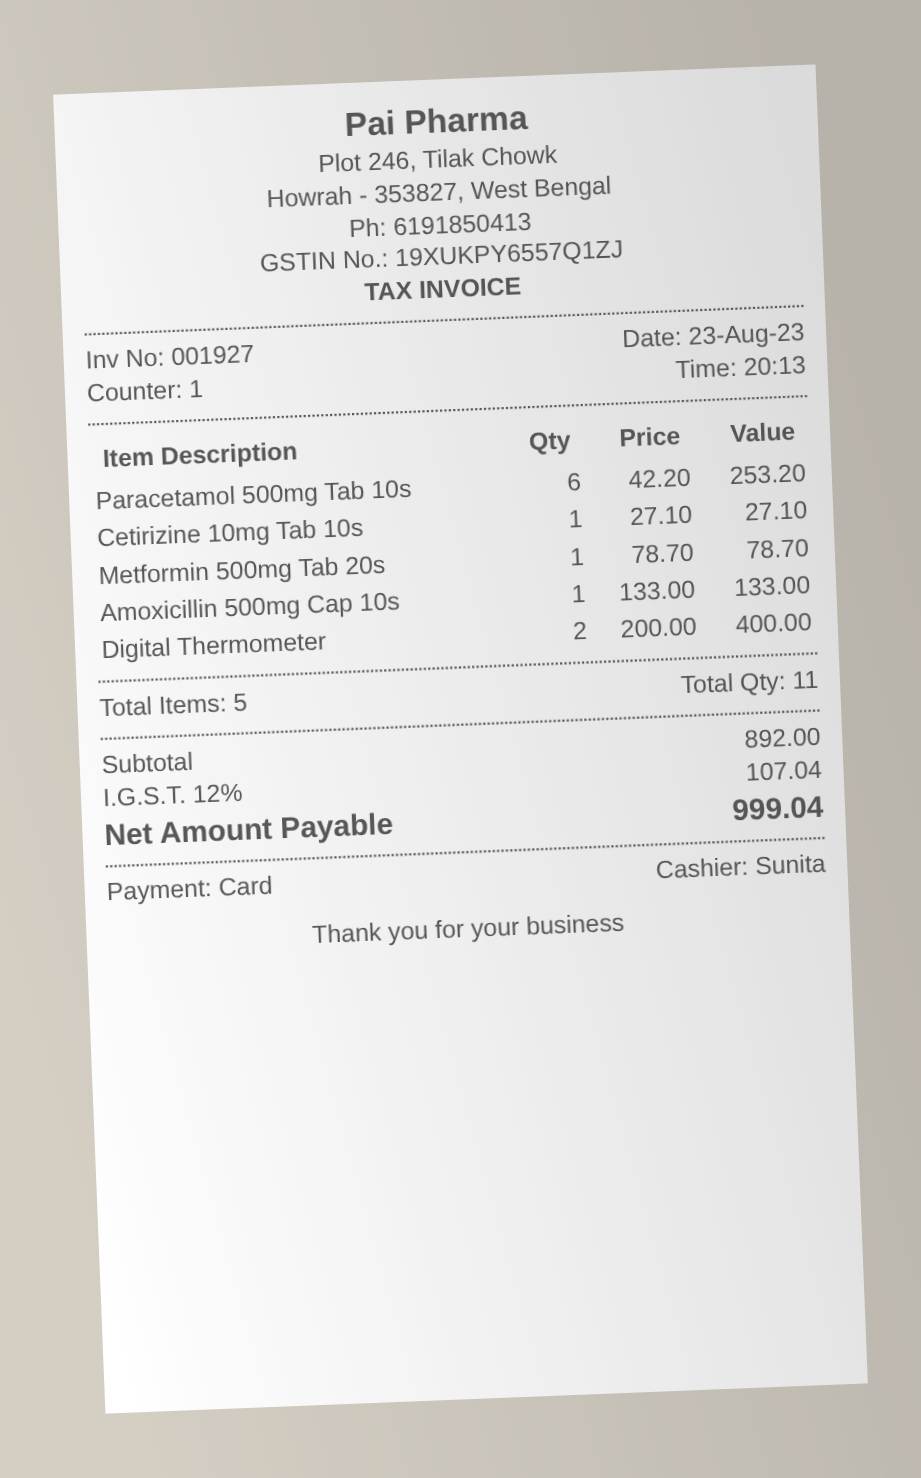 Pai Pharma
Plot 246, Tilak Chowk
Howrah - 353827, West Bengal
Ph: 6191850413
GSTIN No.: 19XUKPY6557Q1ZJ
TAX INVOICE
Inv No: 001927 Date: 23-Aug-23
Counter: 1 Time: 20:13
Item Description Qty Price Value
Paracetamol 500mg Tab 10s 6 42.20 253.20
Cetirizine 10mg Tab 10s 1 27.10 27.10
Metformin 500mg Tab 20s 1 78.70 78.70
Amoxicillin 500mg Cap 10s 1 133.00 133.00
Digital Thermometer 2 200.00 400.00
Total Items: 5 Total Qty: 11
Subtotal 892.00
I.G.S.T. 12% 107.04
Net Amount Payable 999.04
Payment: Card Cashier: Sunita
Thank you for your business